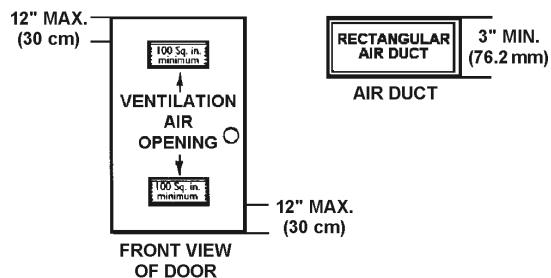 12" MAX.
(30 cm)
100 Sq. in.
minimum
VENTILATION
AIR
OPENING
100 Sq. in.
minimum
12" MAX.
(30 cm)
FRONT VIEW
OF DOOR
RECTANGULAR
AIR DUCT
3" MIN.
(76.2 mm)
AIR DUCT